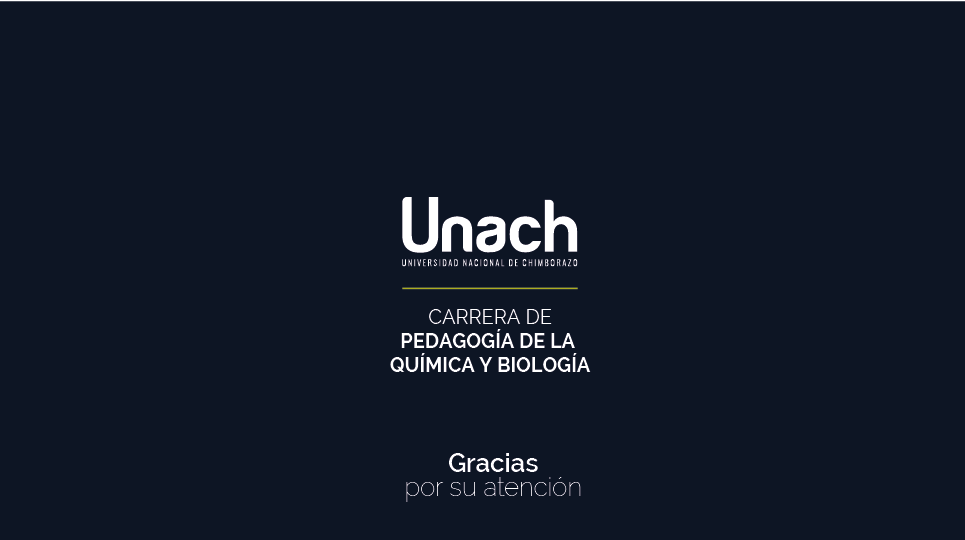 Unach
UNIVERSIDAD NACIONAL DE CHIMBORAZO
CARRERA DE
PEDAGOGÍA DE LA
QUÍMICA Y BIOLOGÍA
Gracias
por su atención